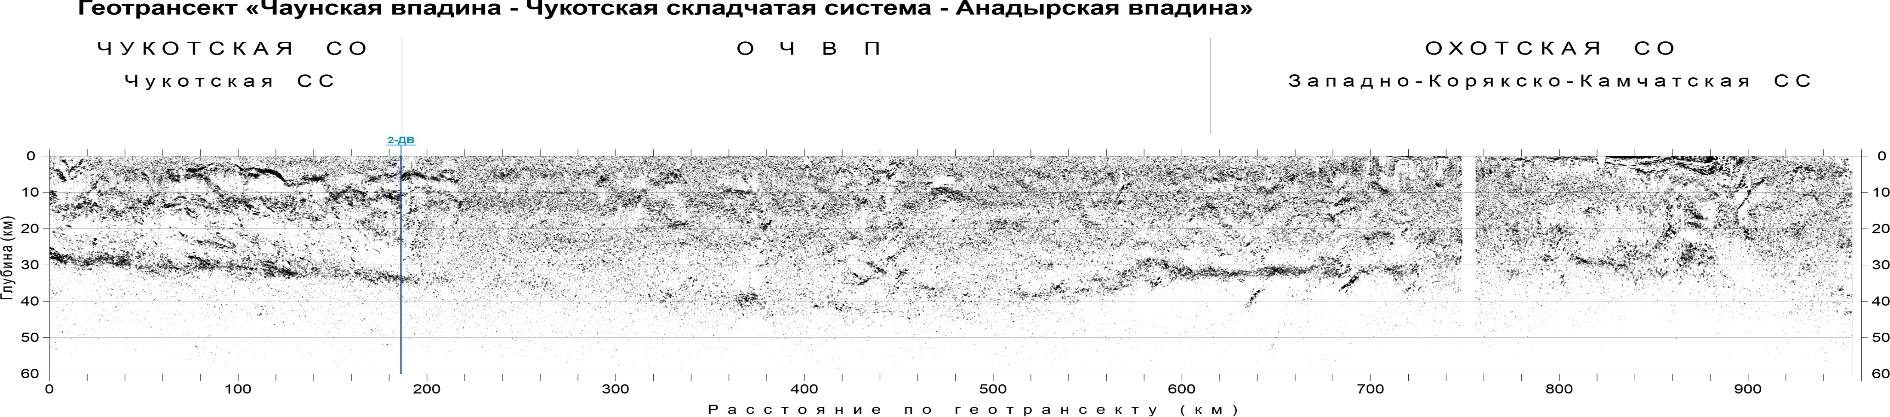 Геотрансект «Чаунская впадина - Чукотская складчатая система - Анадырская впадина»
ЧУКОТСКАЯ СО
ОЧВП
ОХОТСКАЯ СО
Чукотская СС
Западно-Корякско-Камчатская СС
2-ДВ
0 0
10 10
20 20
30 30
40 40
50 50
60 60
Глубина (км)
0 100 200 300 400 500 600 700 800 900
Расстояние по геотрансекту (км)